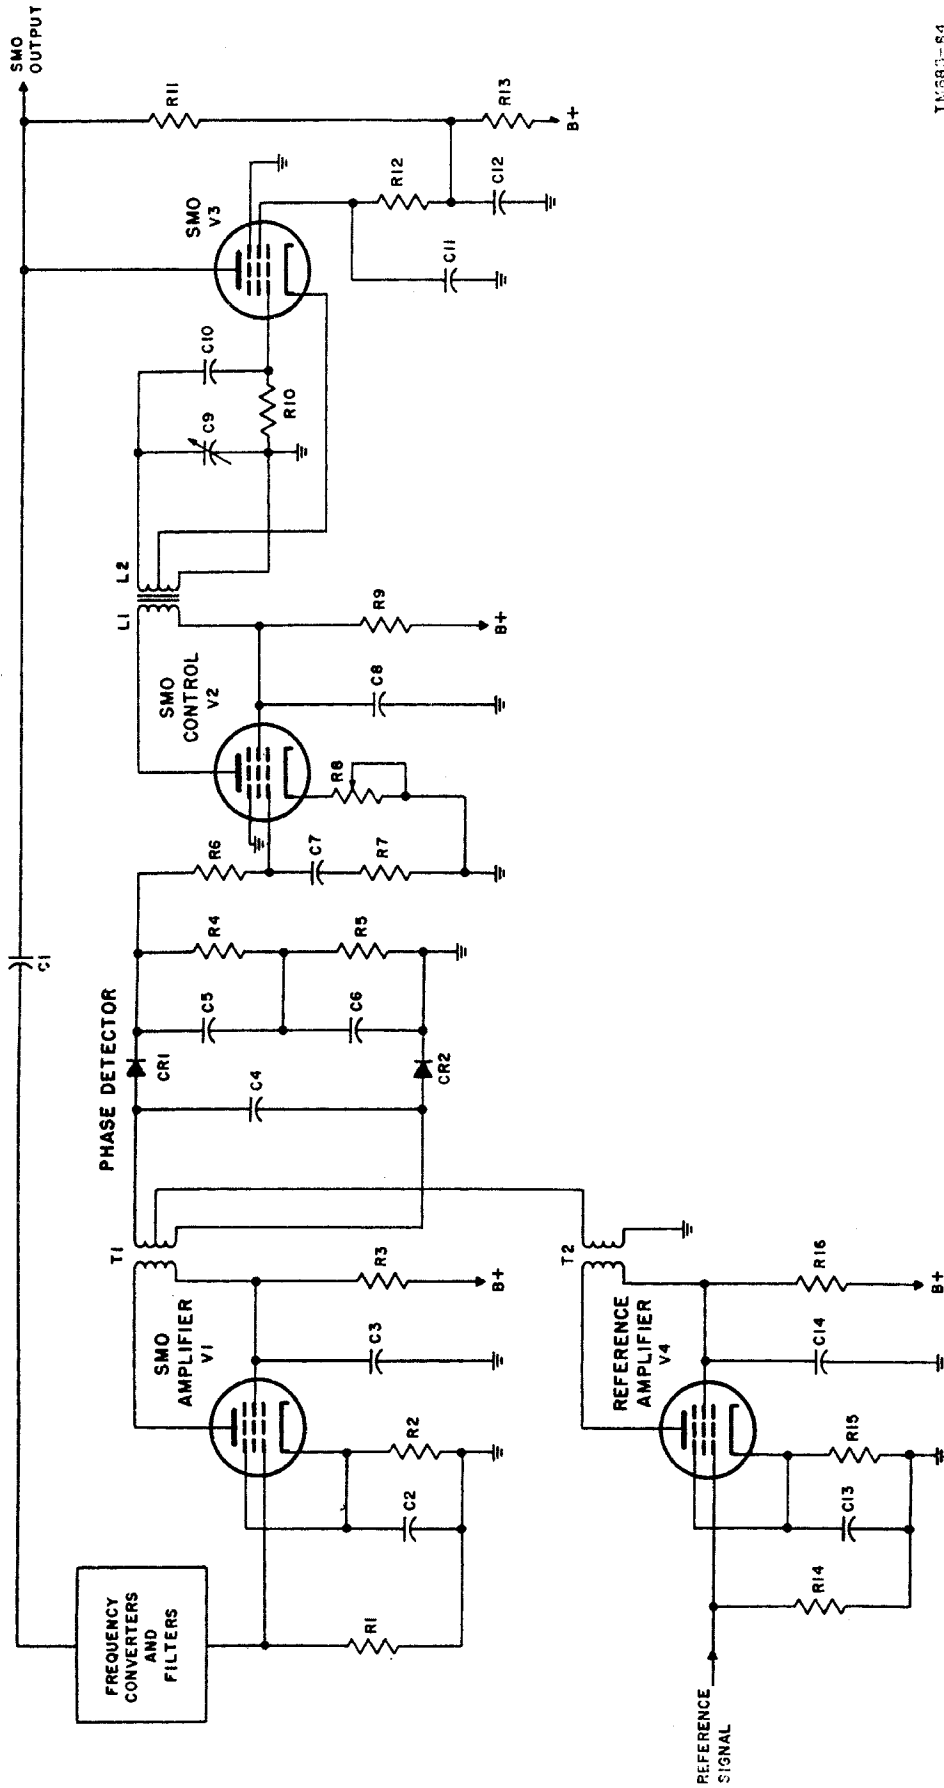 SMO
OUTPUT
R11
R13
B+
SMO
V3
R12
C12
C11
C10
C9
R10
L2
L1
SMO
CONTROL
V2
R9
B+
C8
R8
R6
C7
R7
C1
PHASE DETECTOR
R4
R5
C5
C6
CR1
CR2
C4
T1
SMO
AMPLIFIER
V1
R3
B+
C3
R2
C2
R1
FREQUENCY
CONVERTERS
AND
FILTERS
T2
REFERENCE
AMPLIFIER
V4
R16
B+
C14
R15
C13
R14
REFERENCE
SIGNAL